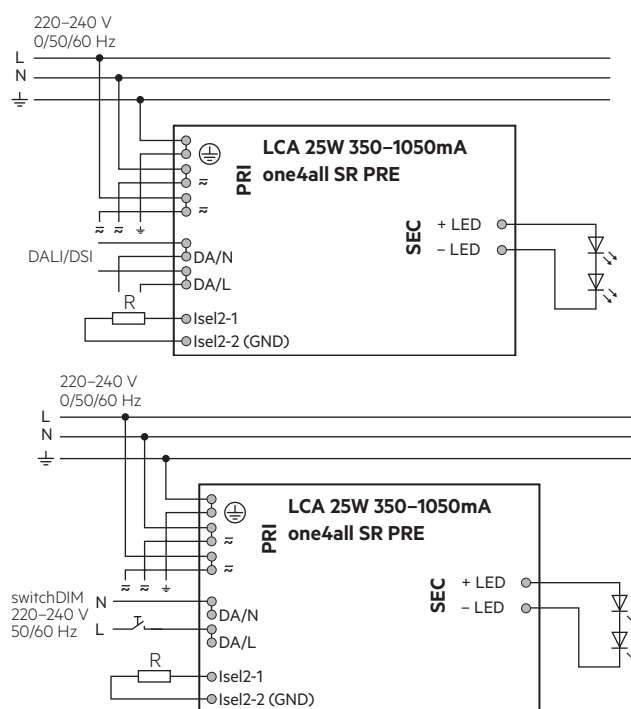 220–240 V
0/50/60 Hz
L
N
LCA 25W 350–1050mA
one4all SR PRE
PRI
SEC
+ LED
– LED
DALI/DSI
DA/N
DA/L
R
Isel2-1
Isel2-2 (GND)
220–240 V
0/50/60 Hz
L
N
LCA 25W 350–1050mA
one4all SR PRE
PRI
SEC
+ LED
– LED
switchDIM
220–240 V
50/60 Hz
N
L
DA/N
DA/L
R
Isel2-1
Isel2-2 (GND)